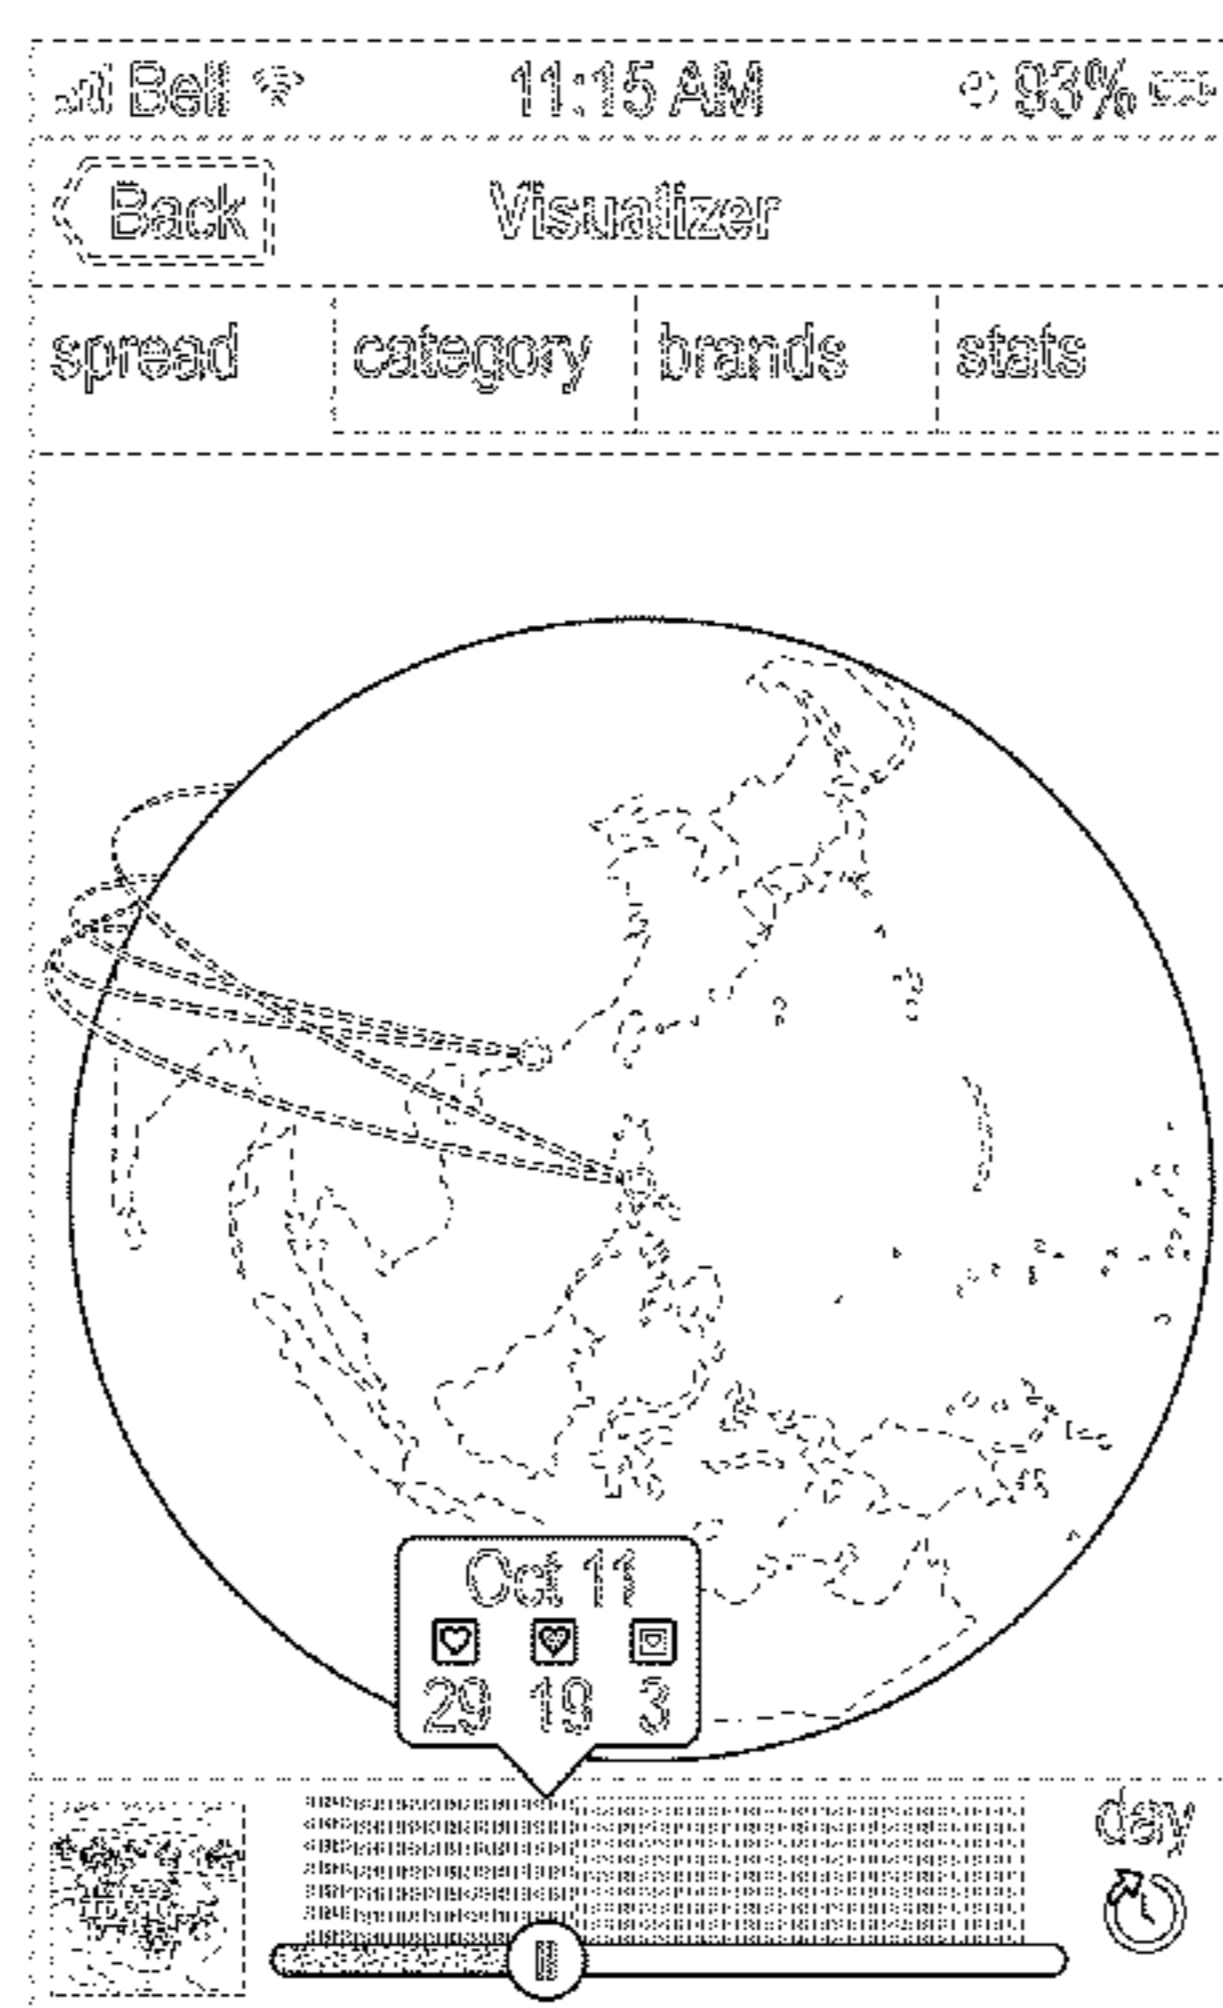 Bell 11:15 AM 93%
Back Visualizer
spread category brands stats
Oct 11
29 19 3
day